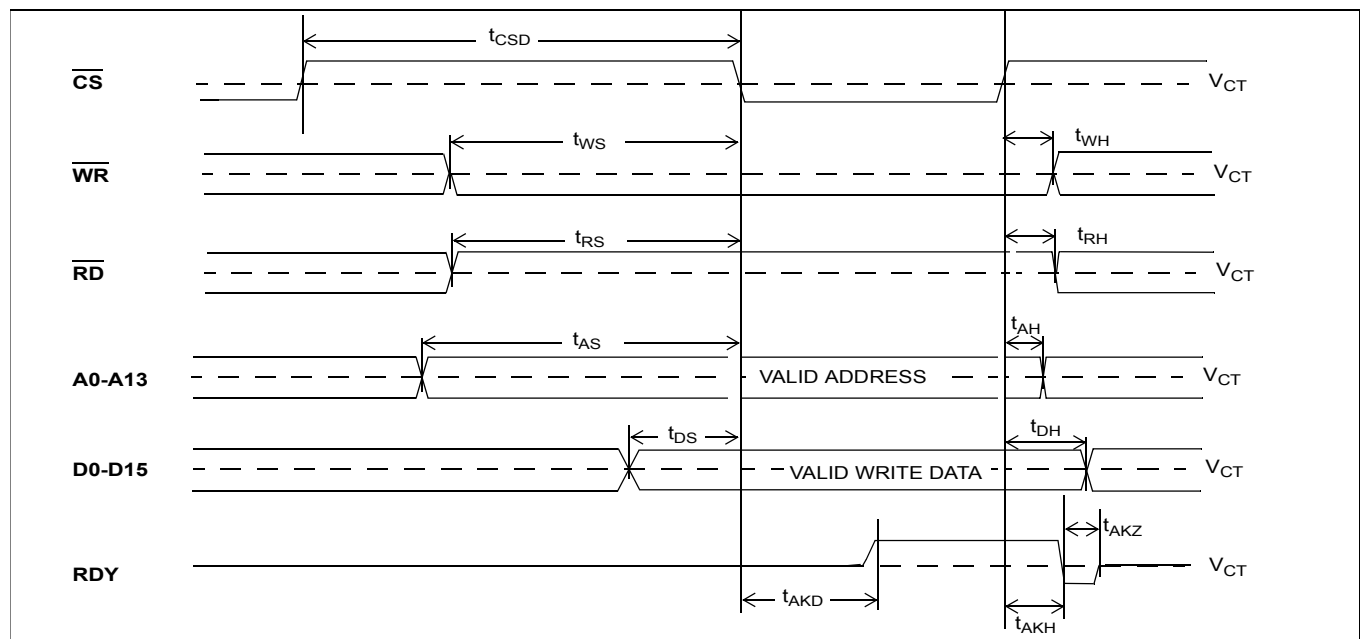 tCSD
CS VCT
tWS tWH
WR VCT
tRS tRH
RD VCT
tAS tAH
A0-A13 VALID ADDRESS VCT
tDS tDH
D0-D15 VALID WRITE DATA VCT
tAKZ
RDY VCT
tAKD tAKH